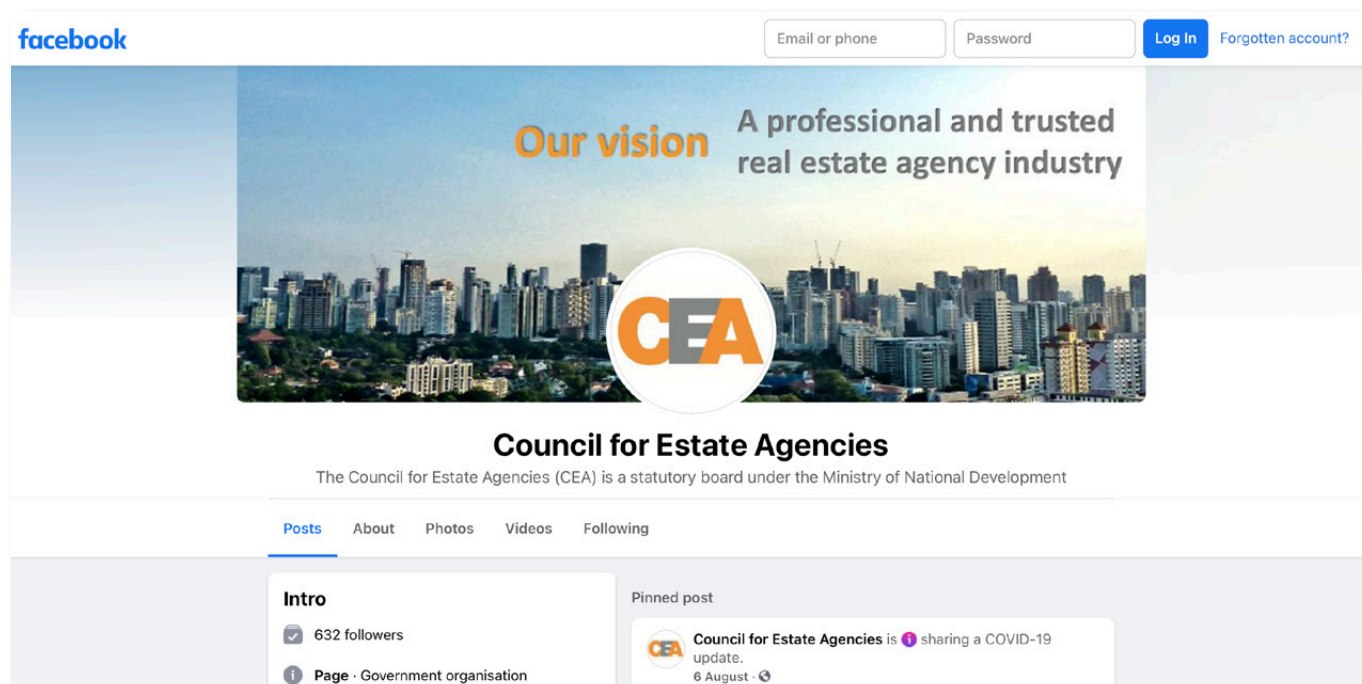 facebook
Email or phone
Password
Log In
Forgotten account?
Our vision
A professional and trusted
real estate agency industry
CEA
Council for Estate Agencies
The Council for Estate Agencies (CEA) is a statutory board under the Ministry of National Development
Posts
About
Photos
Videos
Following
Intro
632 followers
Page · Government organisation
Pinned post
CEA
Council for Estate Agencies is sharing a COVID-19
update.
6 August ·